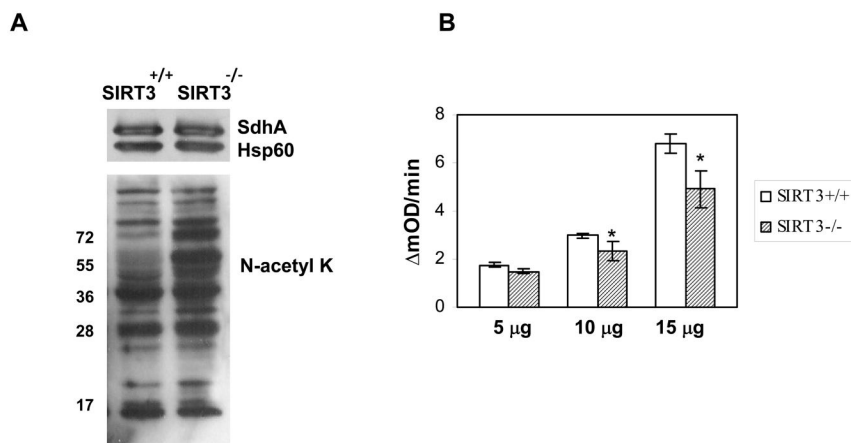 A
SIRT3+/+ SIRT3-/-
SdhA
Hsp60
72
55
36
28
17
N-acetyl K
B
ΔmOD/min
8
6
4
2
0
*
*
5 µg 10 µg 15 µg
SIRT3+/+
SIRT3-/-